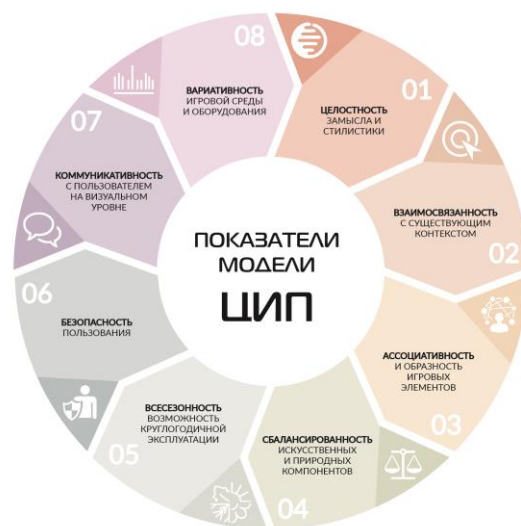 ПОКАЗАТЕЛИ
МОДЕЛИ
ЦИП
01
ЦЕЛОСТНОСТЬ
ЗАМЫСЛА И
СТИЛИСТИКИ
02
ВЗАИМОСВЯЗАННОСТЬ
С СУЩЕСТВУЮЩИМ
КОНТЕКСТОМ
03
АССОЦИАТИВНОСТЬ
И ОБРАЗНОСТЬ
ИГРОВЫХ
ЭЛЕМЕНТОВ
04
СБАЛАНСИРОВАННОСТЬ
ИСКУССТВЕННЫХ
И ПРИРОДНЫХ
КОМПОНЕНТОВ
05
ВСЕСЕЗОННОСТЬ
ВОЗМОЖНОСТЬ
КРУГЛОГОДИЧНОЙ
ЭКСПЛУАТАЦИИ
06
БЕЗОПАСНОСТЬ
ПОЛЬЗОВАНИЯ
07
КОММУНИКАТИВНОСТЬ
С ПОЛЬЗОВАТЕЛЕМ
НА ВИЗУАЛЬНОМ
УРОВНЕ
08
ВАРИАТИВНОСТЬ
ИГРОВОЙ СРЕДЫ
И ОБОРУДОВАНИЯ